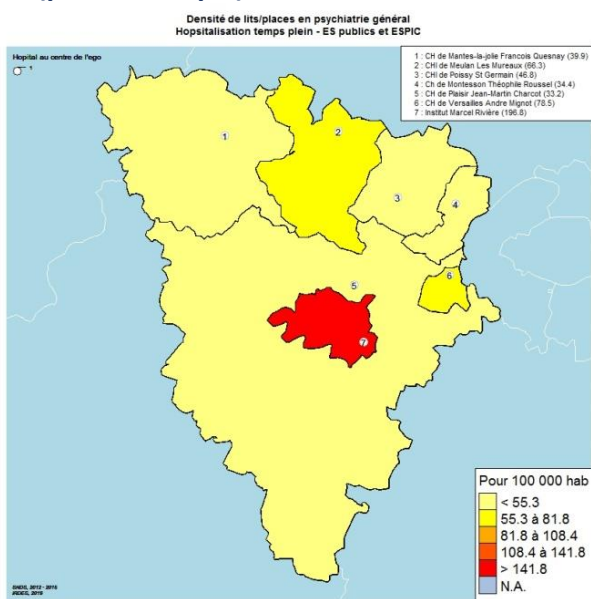 Densité de lits/places en psychiatrie général
Hopsitalisation temps plein - ES publics et ESPIC
Hopital au centre de l'ego
1
1 : CH de Mantes-la-jolie Francois Quesnay (39.9)
2 : CHI de Meulan Les Mureaux (66.3)
3 : CHI de Poissy St Germain (46.8)
4 : CH de Montesson Théophile Roussel (34.4)
5 : CH de Plaisir Jean-Martin Charcot (33.2)
6 : CH de Versailles Andre Mignot (78.5)
7 : Institut Marcel Rivière (196.8)
1
2
3
4
5
6
7
Pour 100 000 hab
< 55.3
55.3 à 81.8
81.8 à 108.4
108.4 à 141.8
> 141.8
N.A.
IRDES, 2016